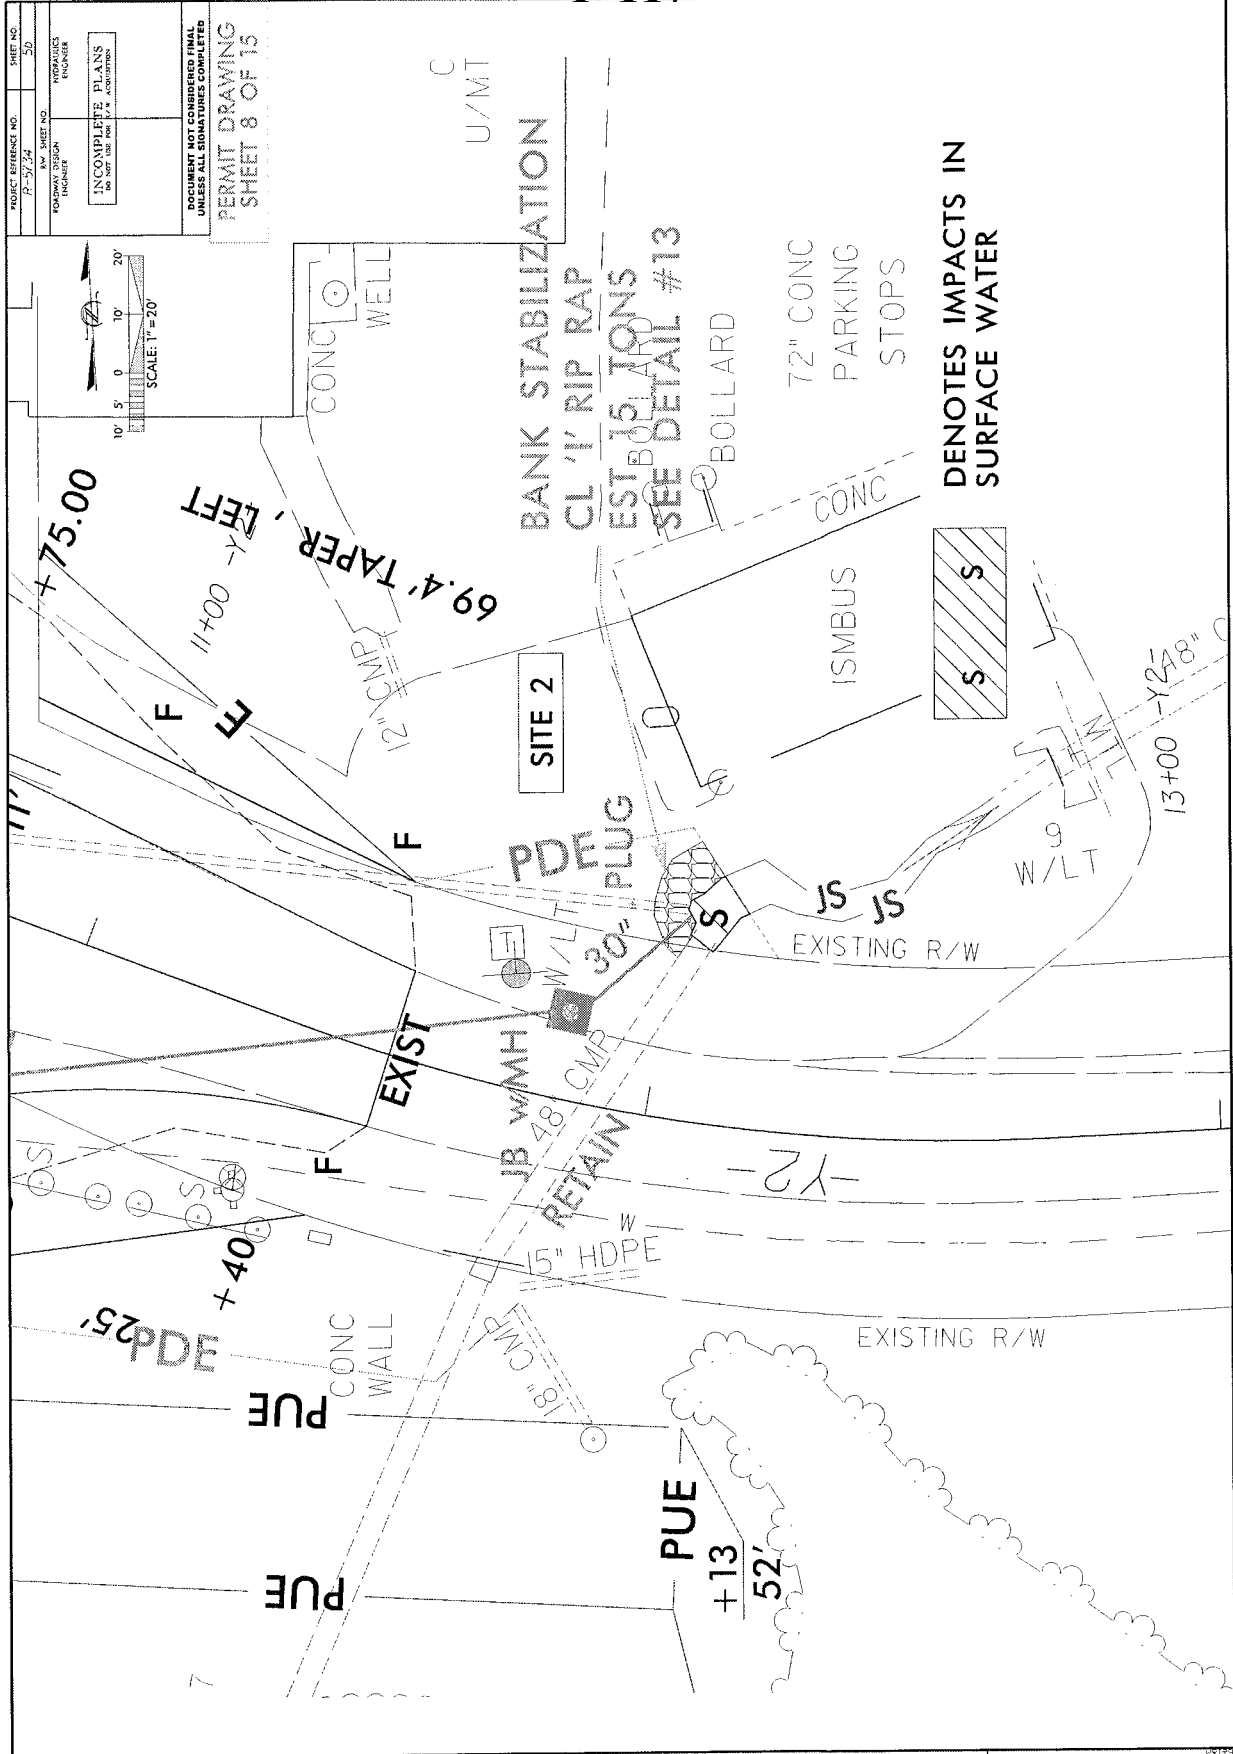 PROJECT REFERENCE NO.
SHEET NO.
R-5734
5D
R/W SHEET NO.
ROADWAY DESIGN
ENGINEER
HYDRAULICS
ENGINEER
INCOMPLETE PLANS
DO NOT USE FOR R/W ACQUISITION
DOCUMENT NOT CONSIDERED FINAL
UNLESS ALL SIGNATURES COMPLETED
PERMIT DRAWING
SHEET 8 OF 15
10'
5'
0
10'
20'
SCALE: 1" = 20'
C
U/MT
CONC
WELL
+75.00
11+00 -Y2-
69.4' TAPER , LEFT
BANK STABILIZATION
CL 'I' RIP RAP
EST 15 TONS
SEE DETAIL #13
BOLLARD
BOLLARD
72" CONC
PARKING
STOPS
DENOTES IMPACTS IN
SURFACE WATER
S
S
CONC
ISMBUS
12" CMP
SITE 2
F
E
F
11'
PDE
PLUG
30"
W/LT
S
JS
JS
9
W/LT
13+00 -Y2-
48" C
EXISTING R/W
EXIST
JB W/MH
48" CMP
RETAIN
F
S
S
+40
25'
PDE
W
15" HDPE
-Y2-
CONC
WALL
18" CMP
EXISTING R/W
PUE
PUE
PUE
+13
52'
7